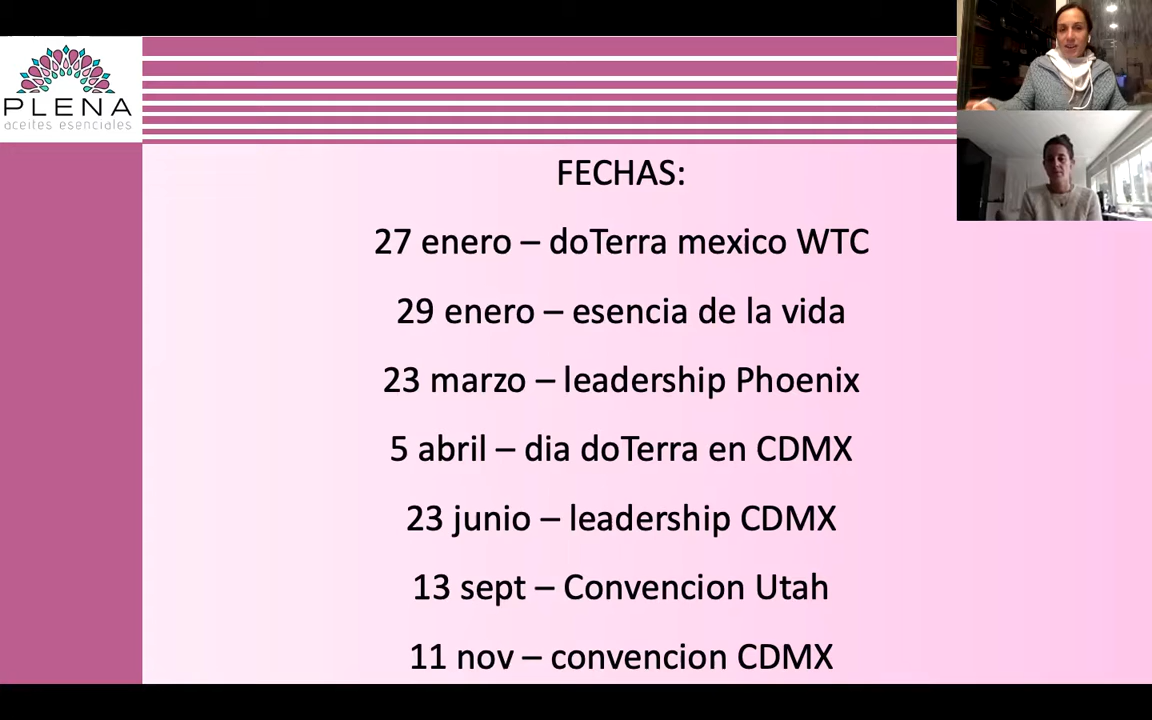 PLENA
aceites esenciales
FECHAS:
27 enero – doTerra mexico WTC
29 enero – esencia de la vida
23 marzo – leadership Phoenix
5 abril – dia doTerra en CDMX
23 junio – leadership CDMX
13 sept – Convencion Utah
11 nov – convencion CDMX